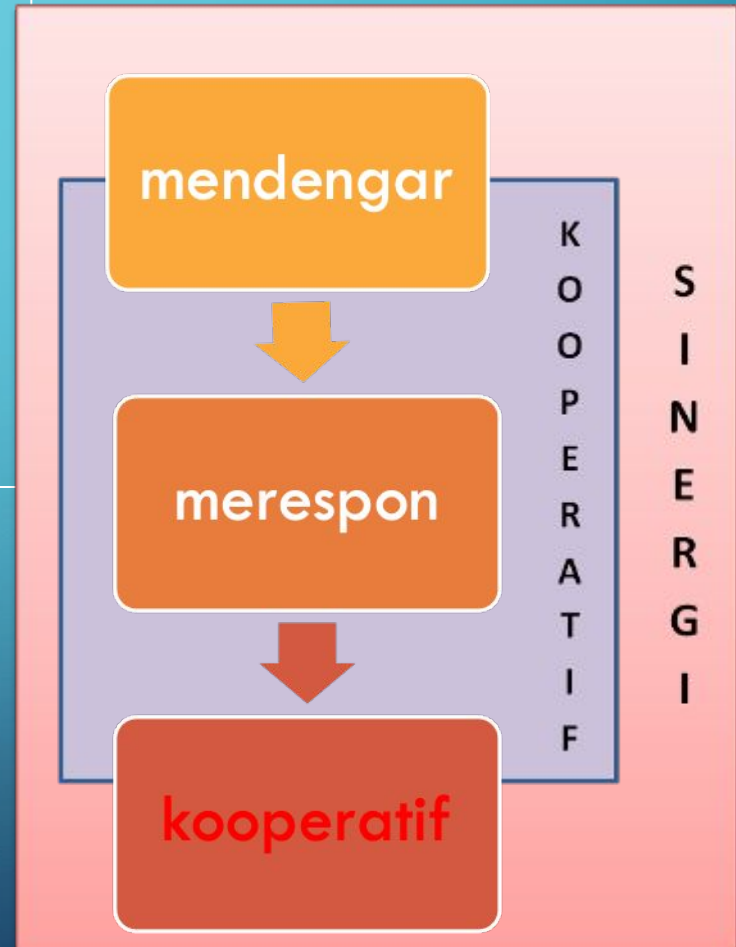 mendengar
merespon
kooperatif
KOOPERATIF
SINERGI